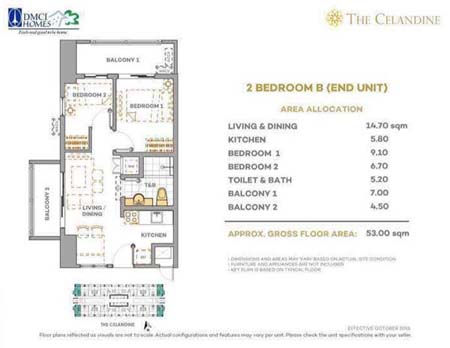 DMCI
HOMES
Each and good to be home
THE CELANDINE
BALCONY 1
BEDROOM 2
BEDROOM 1
BALCONY 2
T&B
LIVING /
DINING
KITCHEN
THE CELANDINE
2 BEDROOM B (END UNIT)
AREA ALLOCATION
LIVING & DINING 14.70 sqm
KITCHEN 5.80
BEDROOM 1 9.10
BEDROOM 2 6.70
TOILET & BATH 5.20
BALCONY 1 7.00
BALCONY 2 4.50
APPROX. GROSS FLOOR AREA: 53.00 sqm
- DIMENSIONS AND AREAS MAY VARY BASED ON ACTUAL SITE CONDITION
- FURNITURE AND APPLIANCES ARE NOT INCLUDED
- KEY PLAN IS BASED ON TYPICAL FLOOR
EFFECTIVE OCTOBER 2018
Floor plans reflected as visuals are not to scale. Actual configurations and features may vary per unit. Please check the unit specifications with your seller.